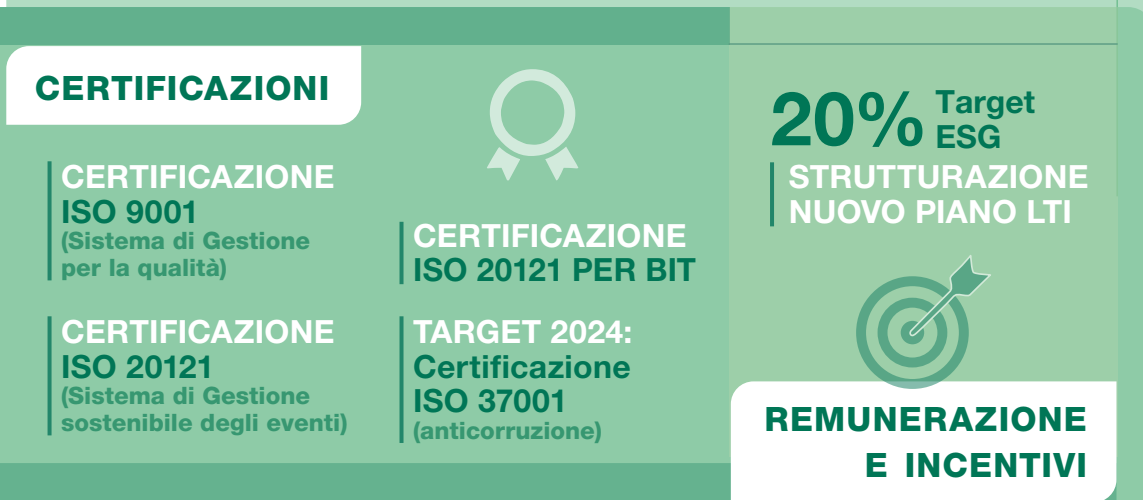 CERTIFICAZIONI
CERTIFICAZIONE
ISO 9001
(Sistema di Gestione
per la qualità)
CERTIFICAZIONE
ISO 20121
(Sistema di Gestione
sostenibile degli eventi)
CERTIFICAZIONE
ISO 20121 PER BIT
TARGET 2024:
Certificazione
ISO 37001
(anticorruzione)
20% Target
ESG
STRUTTURAZIONE
NUOVO PIANO LTI
REMUNERAZIONE
E INCENTIVI